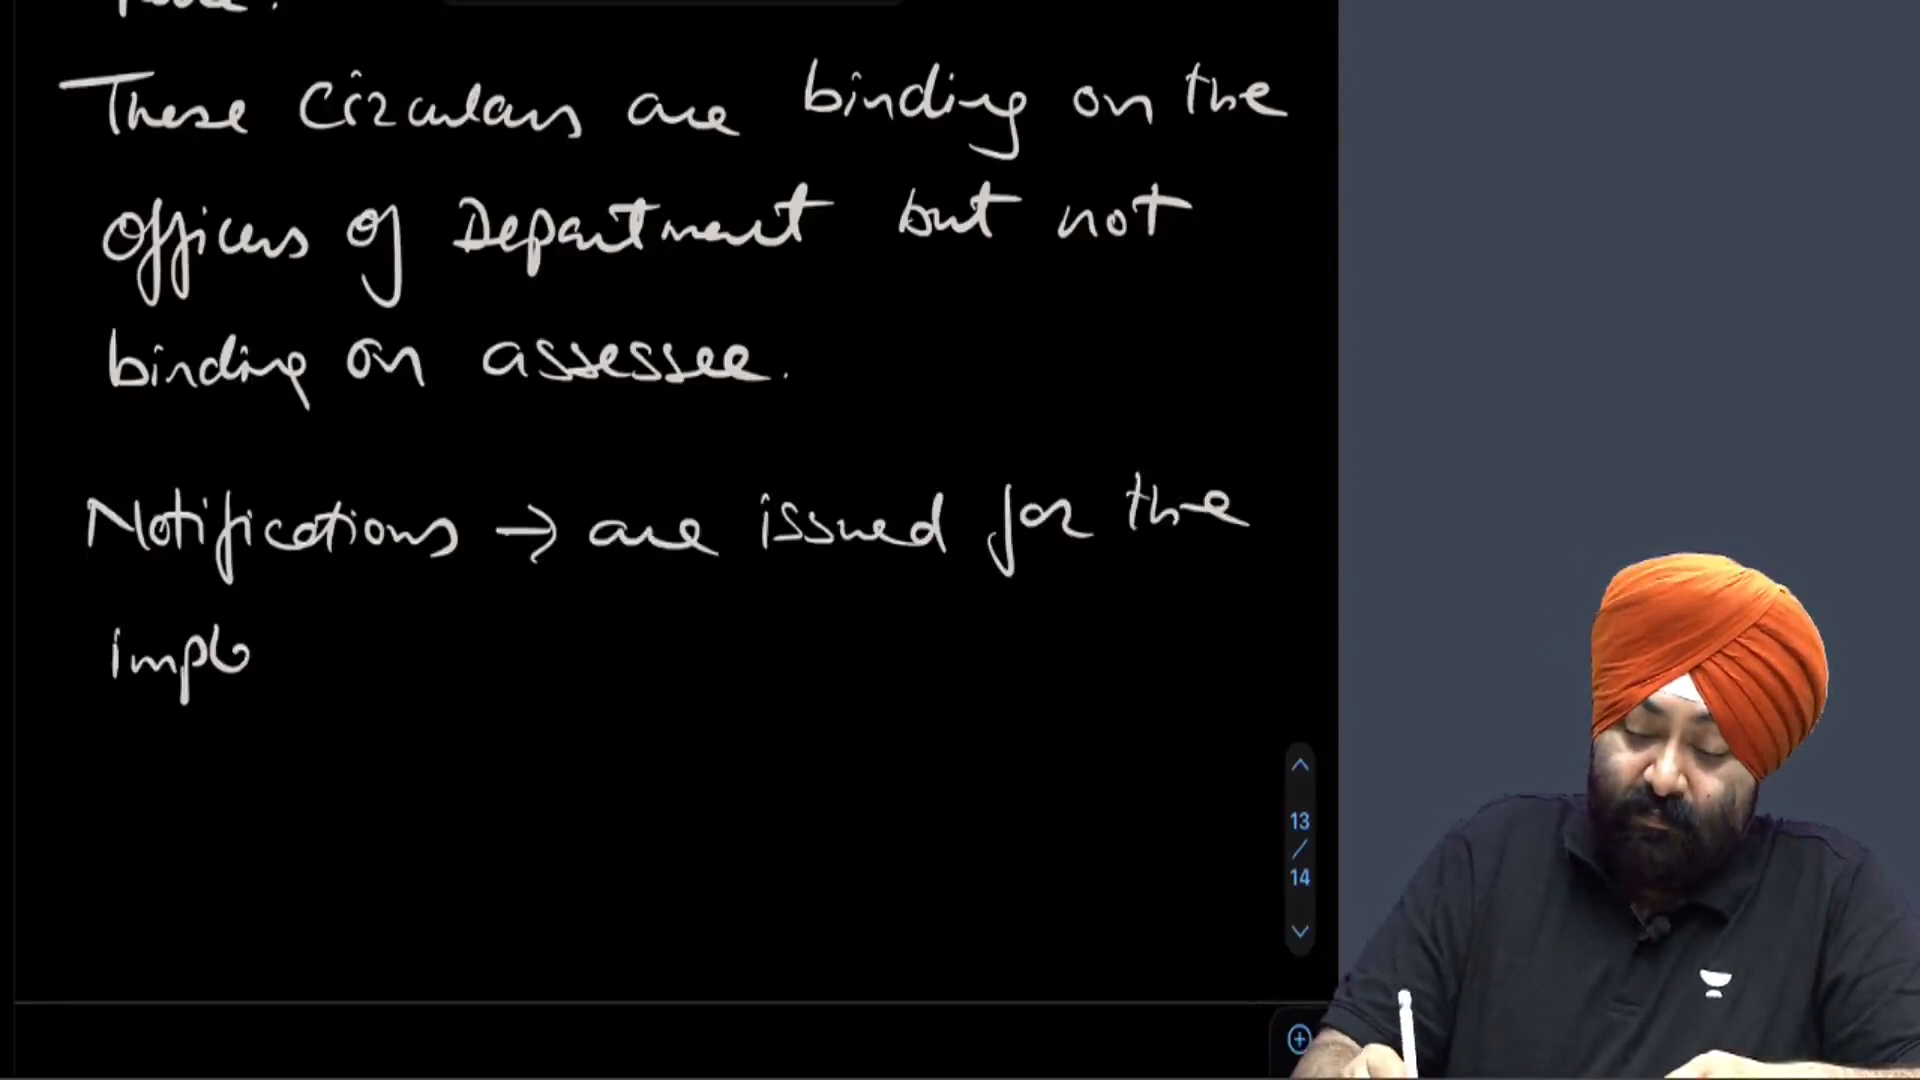 These Circulars are binding on the
officers of Department but not
binding on assessee.
Notifications → are issued for the
imple
13
/
14